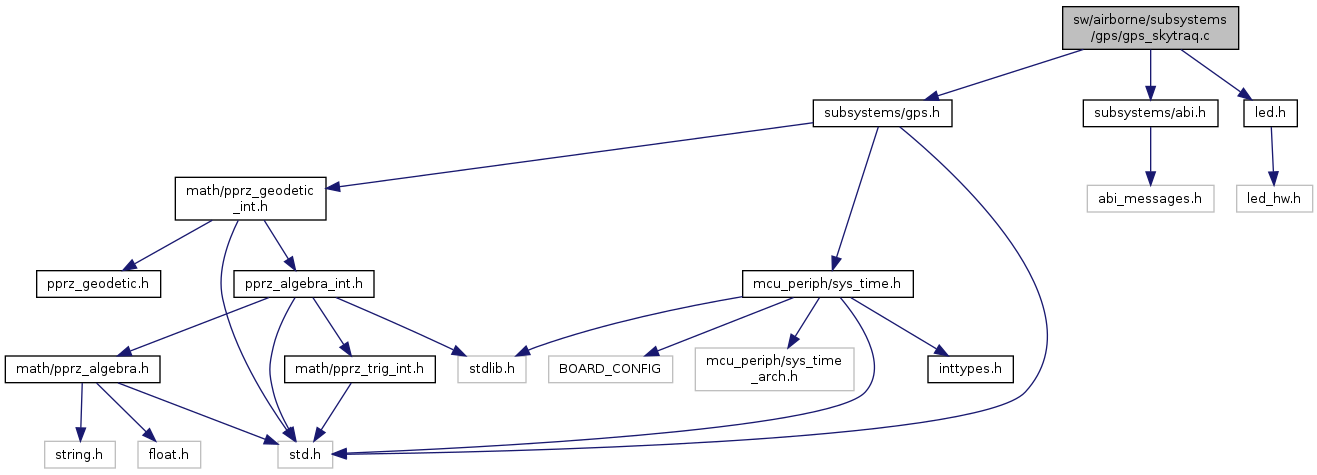 sw/airborne/subsystems
/gps/gps_skytraq.c
subsystems/gps.h
subsystems/abi.h
led.h
math/pprz_geodetic
_int.h
abi_messages.h
led_hw.h
pprz_geodetic.h
pprz_algebra_int.h
mcu_periph/sys_time.h
math/pprz_algebra.h
math/pprz_trig_int.h
stdlib.h
BOARD_CONFIG
mcu_periph/sys_time
_arch.h
inttypes.h
string.h
float.h
std.h